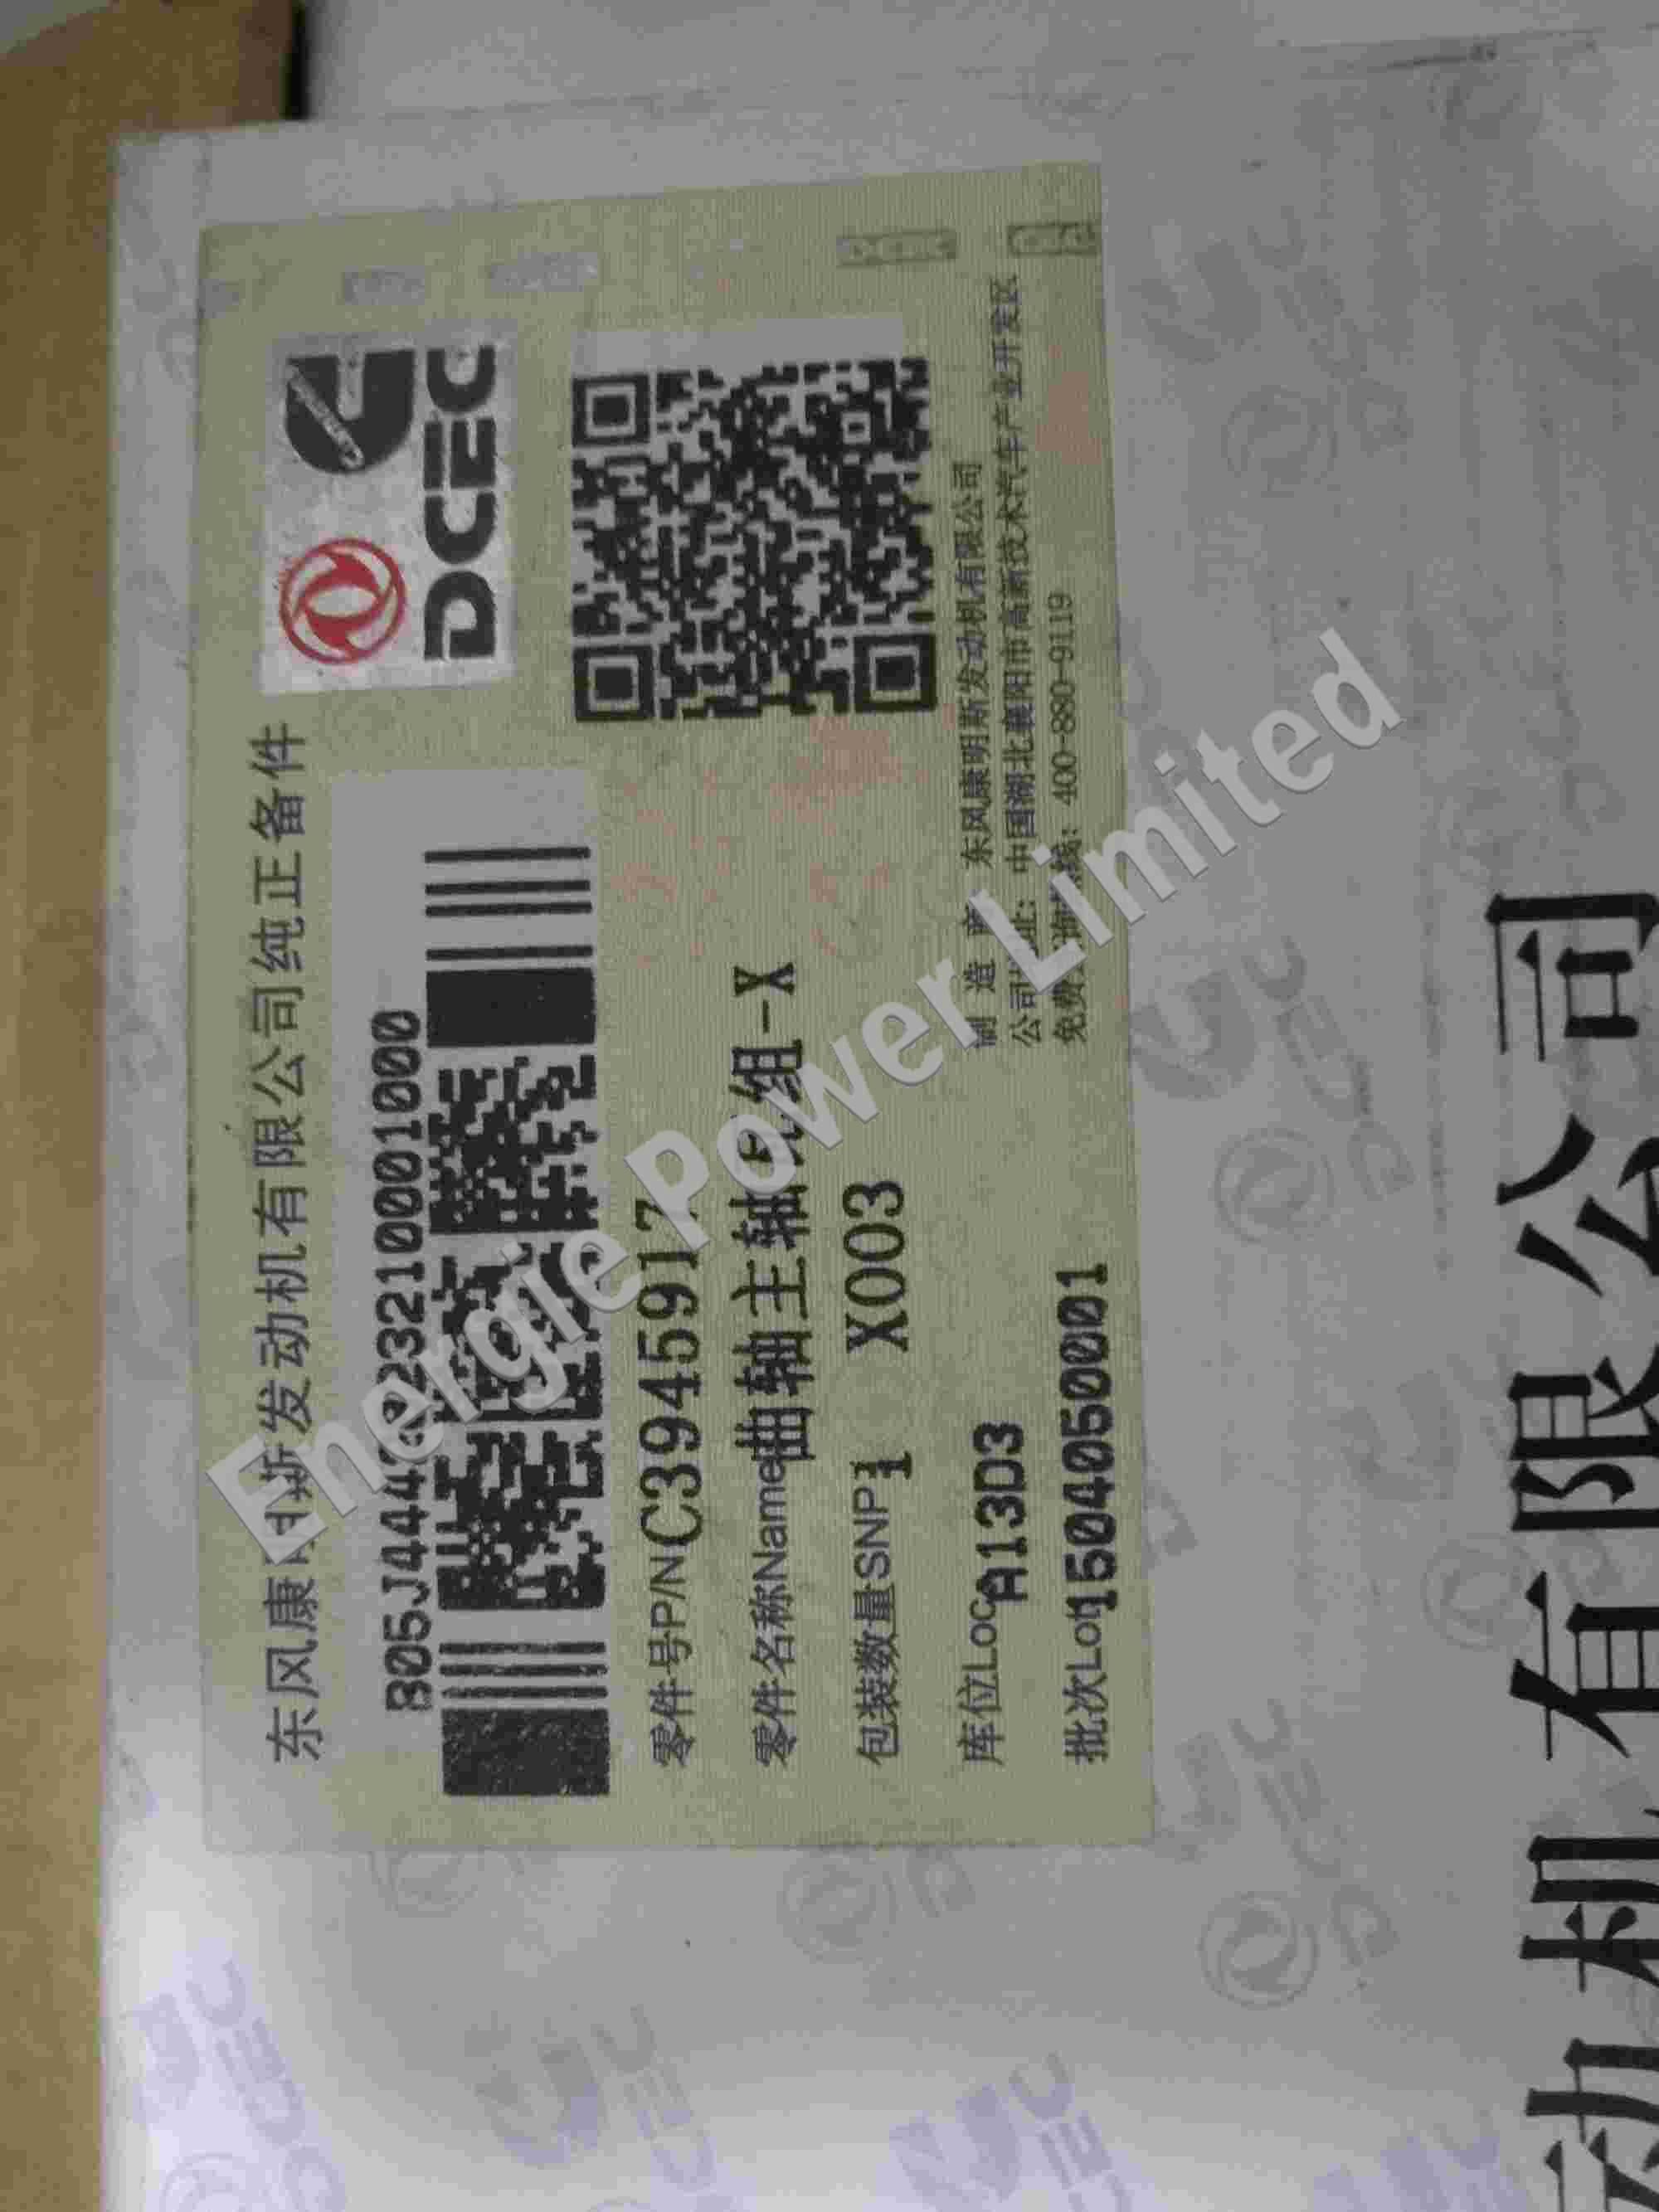 东风康明斯发动机有限公司纯正备件
DCEC
零件号P/N C3945917
零件名称Name 曲轴主轴瓦组-X
包装数量SNP 1 X003
库位Loc A13D3
批次Lot 1504050001
制造商 东风康明斯发动机有限公司
公司地址：中国湖北襄阳市高新技术汽车产业开发区
免费咨询热线：400-880-9119
动机有限公司
Energie Power Limited